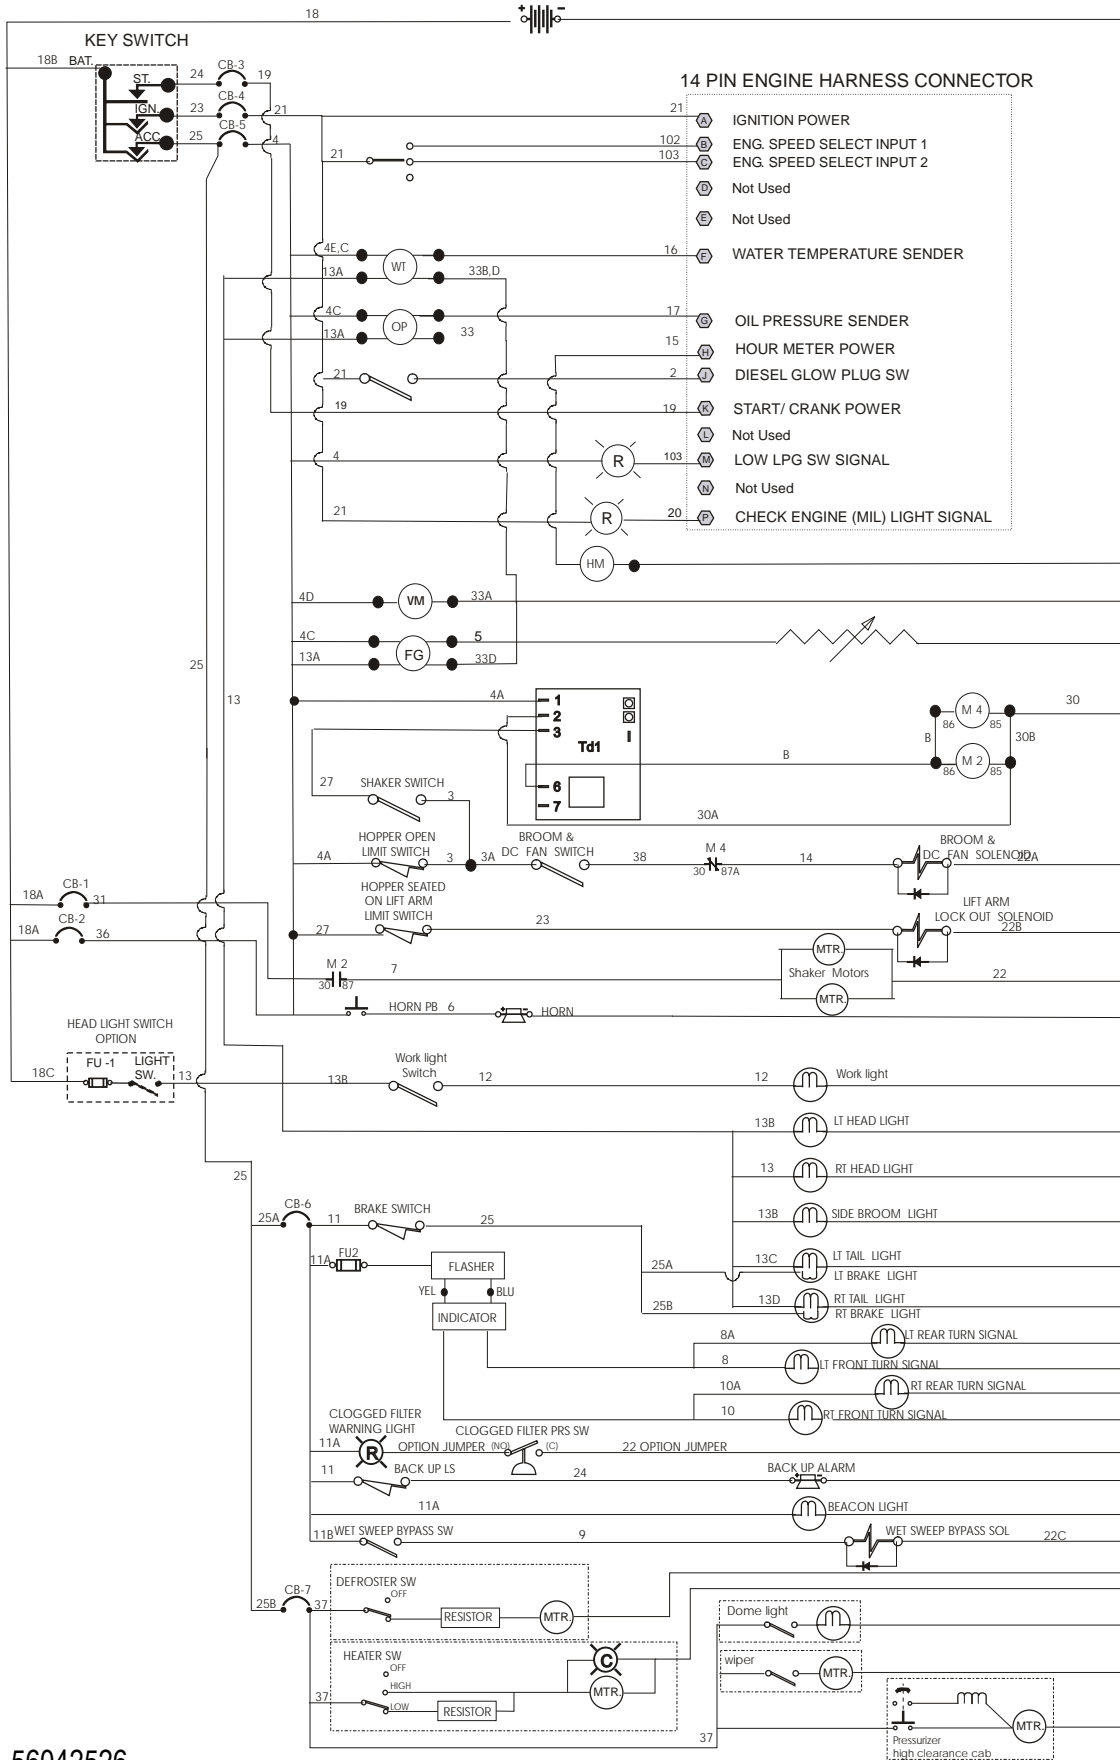 18
+ −
KEY SWITCH
18B BAT.
ST. 24 CB-3 19
IGN. 23 CB-4 21
ACC 25 CB-5 4
14 PIN ENGINE HARNESS CONNECTOR
21 A IGNITION POWER
102 B ENG. SPEED SELECT INPUT 1
21 103 C ENG. SPEED SELECT INPUT 2
D Not Used
E Not Used
4E,C WT 16 F WATER TEMPERATURE SENDER
13A 33B,D
4C OP 17 G OIL PRESSURE SENDER
13A 33
15 H HOUR METER POWER
21 2 J DIESEL GLOW PLUG SW
19 19 K START/ CRANK POWER
L Not Used
4 R 103 M LOW LPG SW SIGNAL
N Not Used
21 R 20 P CHECK ENGINE (MIL) LIGHT SIGNAL
HM
4D VM 33A
4C FG 5
13A 33D
25
13
4A 1
2
3
Td1 I
6
7
M 4 30
86 85
B 30B
B M 2
86 85
30A
27 SHAKER SWITCH 3
HOPPER OPEN
LIMIT SWITCH
4A 3 3A
BROOM &
DC FAN SWITCH
38 M 4
30 87A
14
BROOM &
DC FAN SOLENOID
22A
18A CB-1 31
18A CB-2 36
HOPPER SEATED
ON LIFT ARM
LIMIT SWITCH
27 23
LIFT ARM
LOCK OUT SOLENOID
22B
M 2 7
30 87
MTR.
Shaker Motors 22
MTR.
HORN PB 6 + − HORN
HEAD LIGHT SWITCH
OPTION
18C FU -1 LIGHT
SW. 13
13B Work light
Switch
12 12 Work light
13B LT HEAD LIGHT
13 RT HEAD LIGHT
13B SIDE BROOM LIGHT
25
25A CB-6 11 BRAKE SWITCH 25
25A 13C LT TAIL LIGHT
LT BRAKE LIGHT
25B 13D RT TAIL LIGHT
RT BRAKE LIGHT
11A FU2 FLASHER
YEL BLU
INDICATOR
8A LT REAR TURN SIGNAL
8 LT FRONT TURN SIGNAL
10A RT REAR TURN SIGNAL
10 RT FRONT TURN SIGNAL
CLOGGED FILTER
WARNING LIGHT
CLOGGED FILTER PRS SW
11A R OPTION JUMPER (NO) (C) 22 OPTION JUMPER
11 BACK UP LS 24 BACK UP ALARM
+ −
11A BEACON LIGHT
11B WET SWEEP BYPASS SW 9 WET SWEEP BYPASS SOL 22C
25B CB-7 37
DEFROSTER SW
OFF
RESISTOR MTR.
HEATER SW
OFF
HIGH
37 LOW RESISTOR
C
MTR.
Dome light
wiper MTR.
37
MTR.
Pressurizer
high clearance cab
56042526